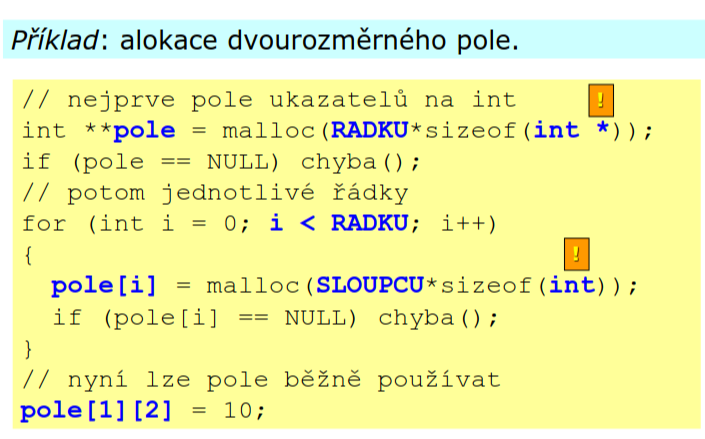 Příklad: alokace dvourozměrného pole.
// nejprve pole ukazatelů na int !
int **pole = malloc(RADKU*sizeof(int *));
if (pole == NULL) chyba();
// potom jednotlivé řádky
for (int i = 0; i < RADKU; i++)
{ !
pole[i] = malloc(SLOUPCU*sizeof(int));
if (pole[i] == NULL) chyba();
}
// nyní lze pole běžně používat
pole[1][2] = 10;